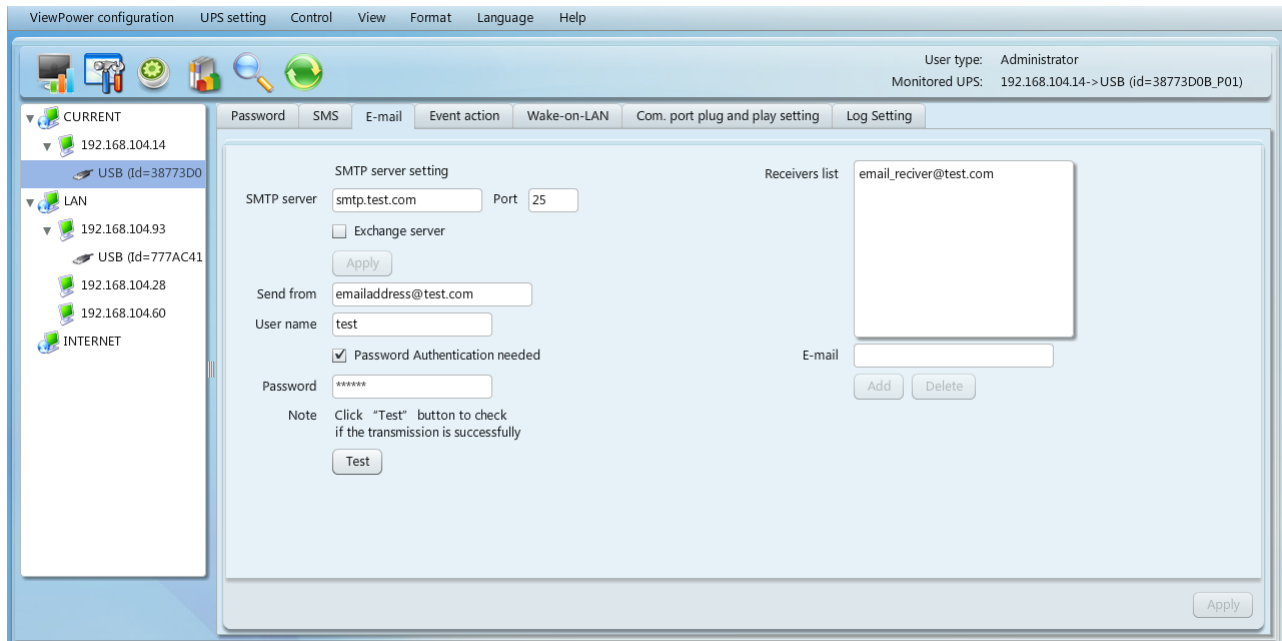 ViewPower configuration UPS setting Control View Format Language Help
User type: Administrator
Monitored UPS: 192.168.104.14->USB (id=38773D0B_P01)
CURRENT
192.168.104.14
USB (Id=38773D0
LAN
192.168.104.93
USB (Id=777AC41
192.168.104.28
192.168.104.60
INTERNET
Password SMS E-mail Event action Wake-on-LAN Com. port plug and play setting Log Setting
SMTP server setting
SMTP server smtp.test.com Port 25
Exchange server
Apply
Send from emailaddress@test.com
User name test
Password Authentication needed
Password ******
Note Click “Test” button to check
if the transmission is successfully
Test
Receivers list email_reciver@test.com
E-mail
Add Delete
Apply